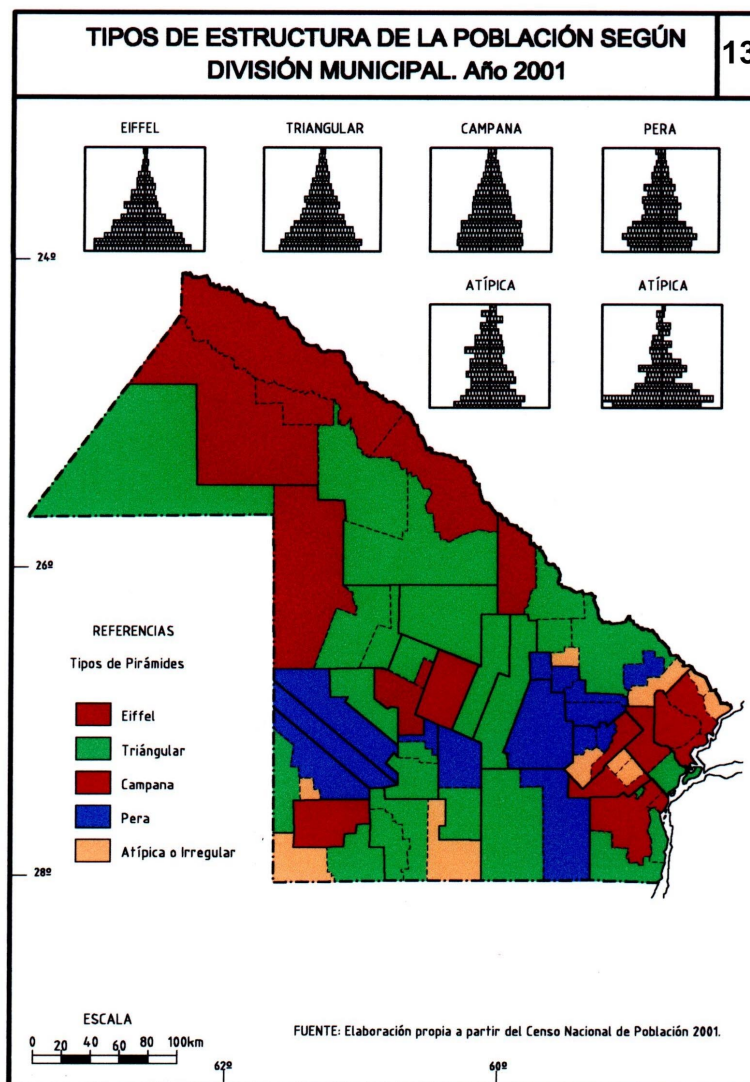 TIPOS DE ESTRUCTURA DE LA POBLACIÓN SEGÚN
DIVISIÓN MUNICIPAL. Año 2001
13
EIFFEL
TRIANGULAR
CAMPANA
PERA
ATÍPICA
ATÍPICA
24º
26º
28º
REFERENCIAS
Tipos de Pirámides
Eiffel
Triángular
Campana
Pera
Atípica o Irregular
ESCALA
0 20 40 60 80 100km
FUENTE: Elaboración propia a partir del Censo Nacional de Población 2001.
62º
60º